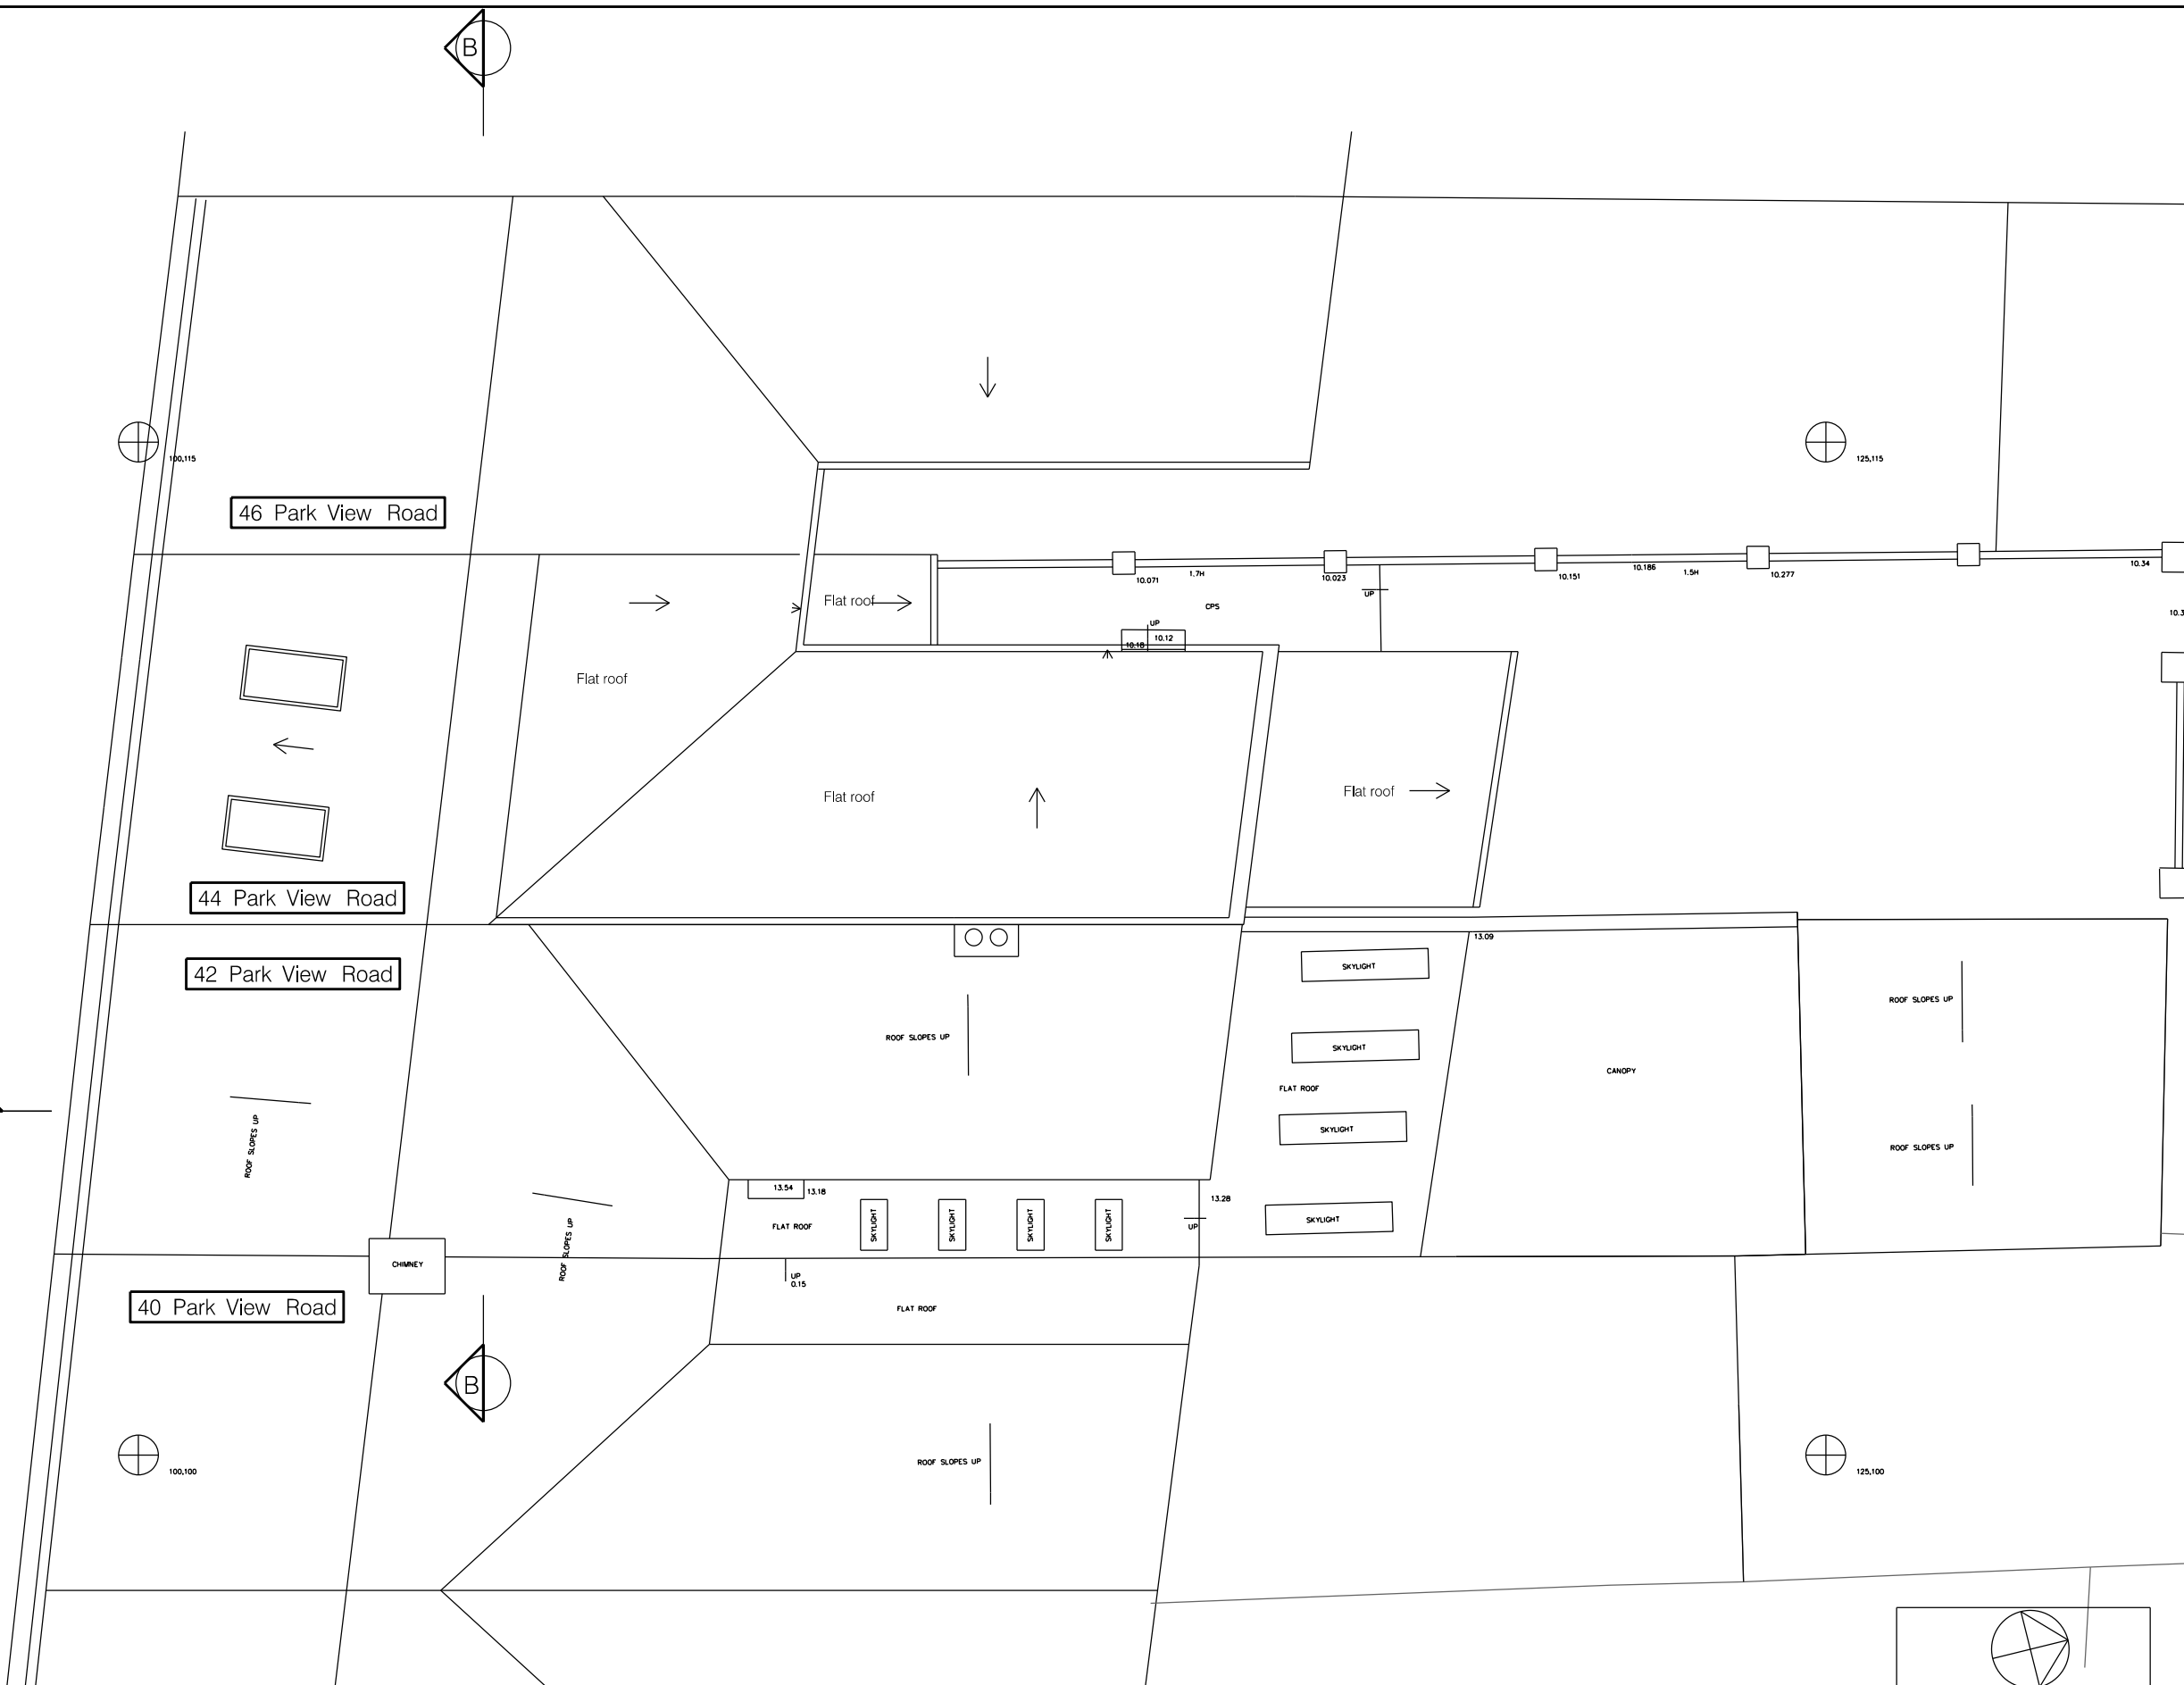 B
100,115
125,115
46 Park View Road
10.071
1.7H
10.023
10.151
10.186
1.5H
10.277
10.34
Flat roof
CPS
UP
UP
10.18
10.12
Flat roof
Flat roof
Flat roof
44 Park View Road
13.09
42 Park View Road
SKYLIGHT
ROOF SLOPES UP
ROOF SLOPES UP
SKYLIGHT
CANOPY
FLAT ROOF
ROOF SLOPES UP
SKYLIGHT
ROOF SLOPES UP
13.54
13.18
13.28
FLAT ROOF
SKYLIGHT
SKYLIGHT
SKYLIGHT
SKYLIGHT
UP
SKYLIGHT
ROOF SLOPES UP
CHIMNEY
UP
0.15
40 Park View Road
FLAT ROOF
B
ROOF SLOPES UP
100,100
125,100